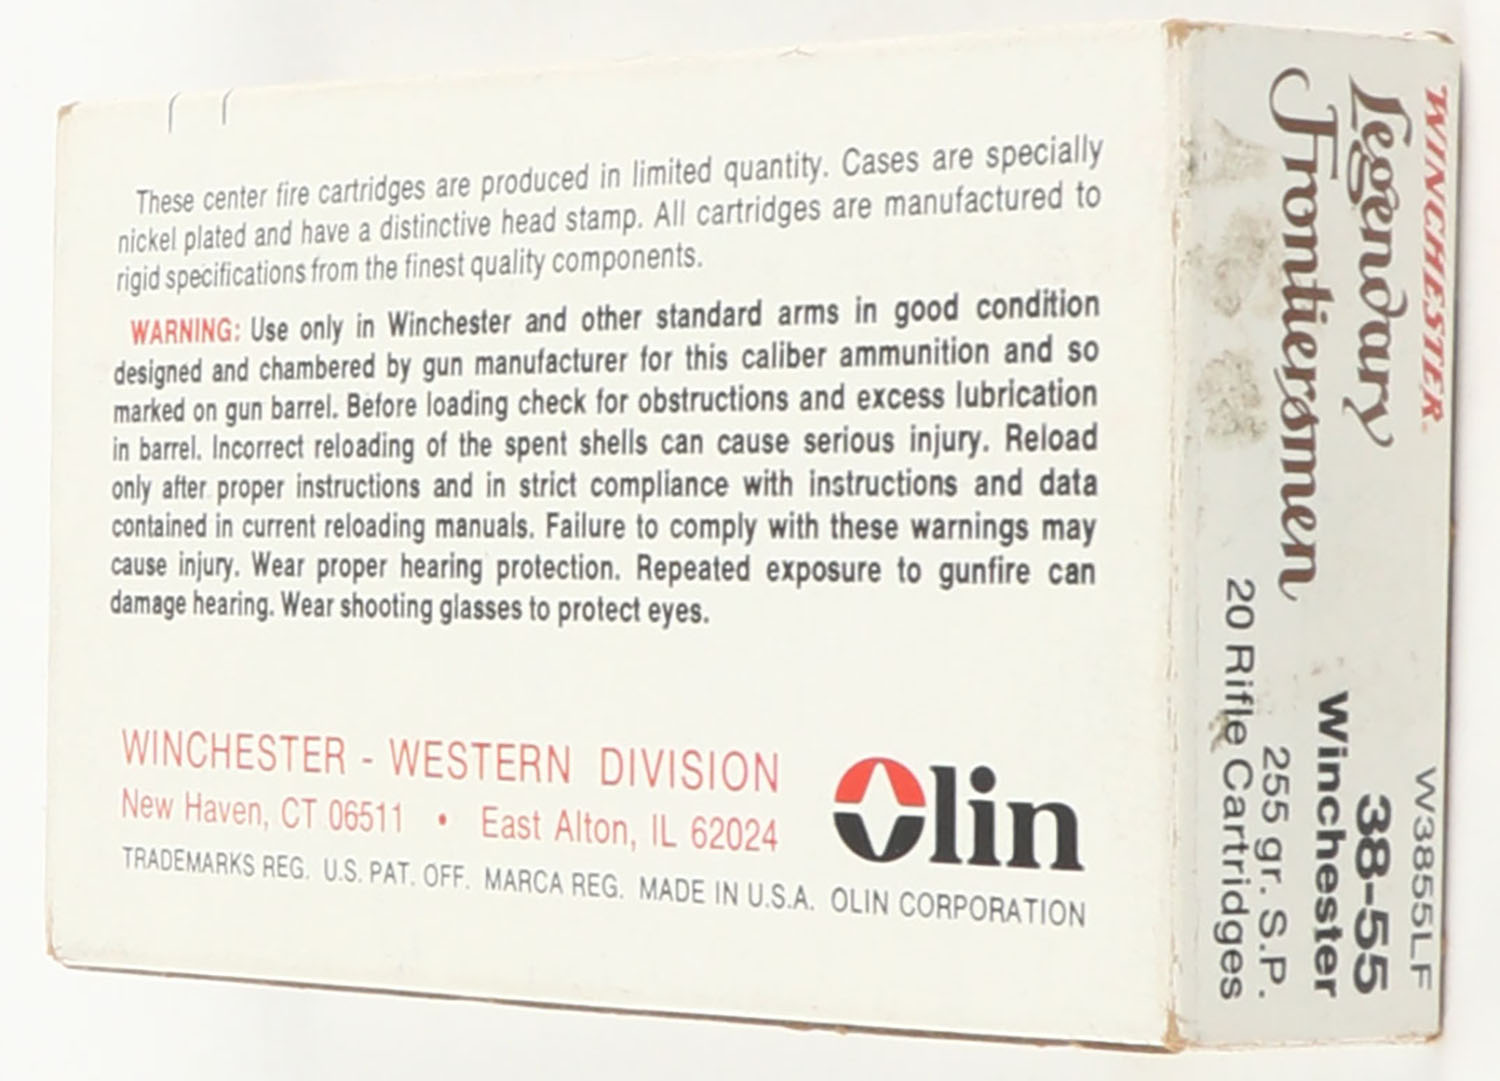 These center fire cartridges are produced in limited quantity. Cases are specially
nickel plated and have a distinctive head stamp. All cartridges are manufactured to
rigid specifications from the finest quality components.
WARNING: Use only in Winchester and other standard arms in good condition
designed and chambered by gun manufacturer for this caliber ammunition and so
marked on gun barrel. Before loading check for obstructions and excess lubrication
in barrel. Incorrect reloading of the spent shells can cause serious injury. Reload
only after proper instructions and in strict compliance with instructions and data
contained in current reloading manuals. Failure to comply with these warnings may
cause injury. Wear proper hearing protection. Repeated exposure to gunfire can
damage hearing. Wear shooting glasses to protect eyes.
WINCHESTER - WESTERN DIVISION
New Haven, CT 06511 • East Alton, IL 62024
TRADEMARKS REG. U.S. PAT. OFF. MARCA REG. MADE IN U.S.A. OLIN CORPORATION
Olin
WINCHESTER
Legendary
Frontiersmen
W3855LF
38-55
Winchester
255 gr. S.P.
20 Rifle Cartridges